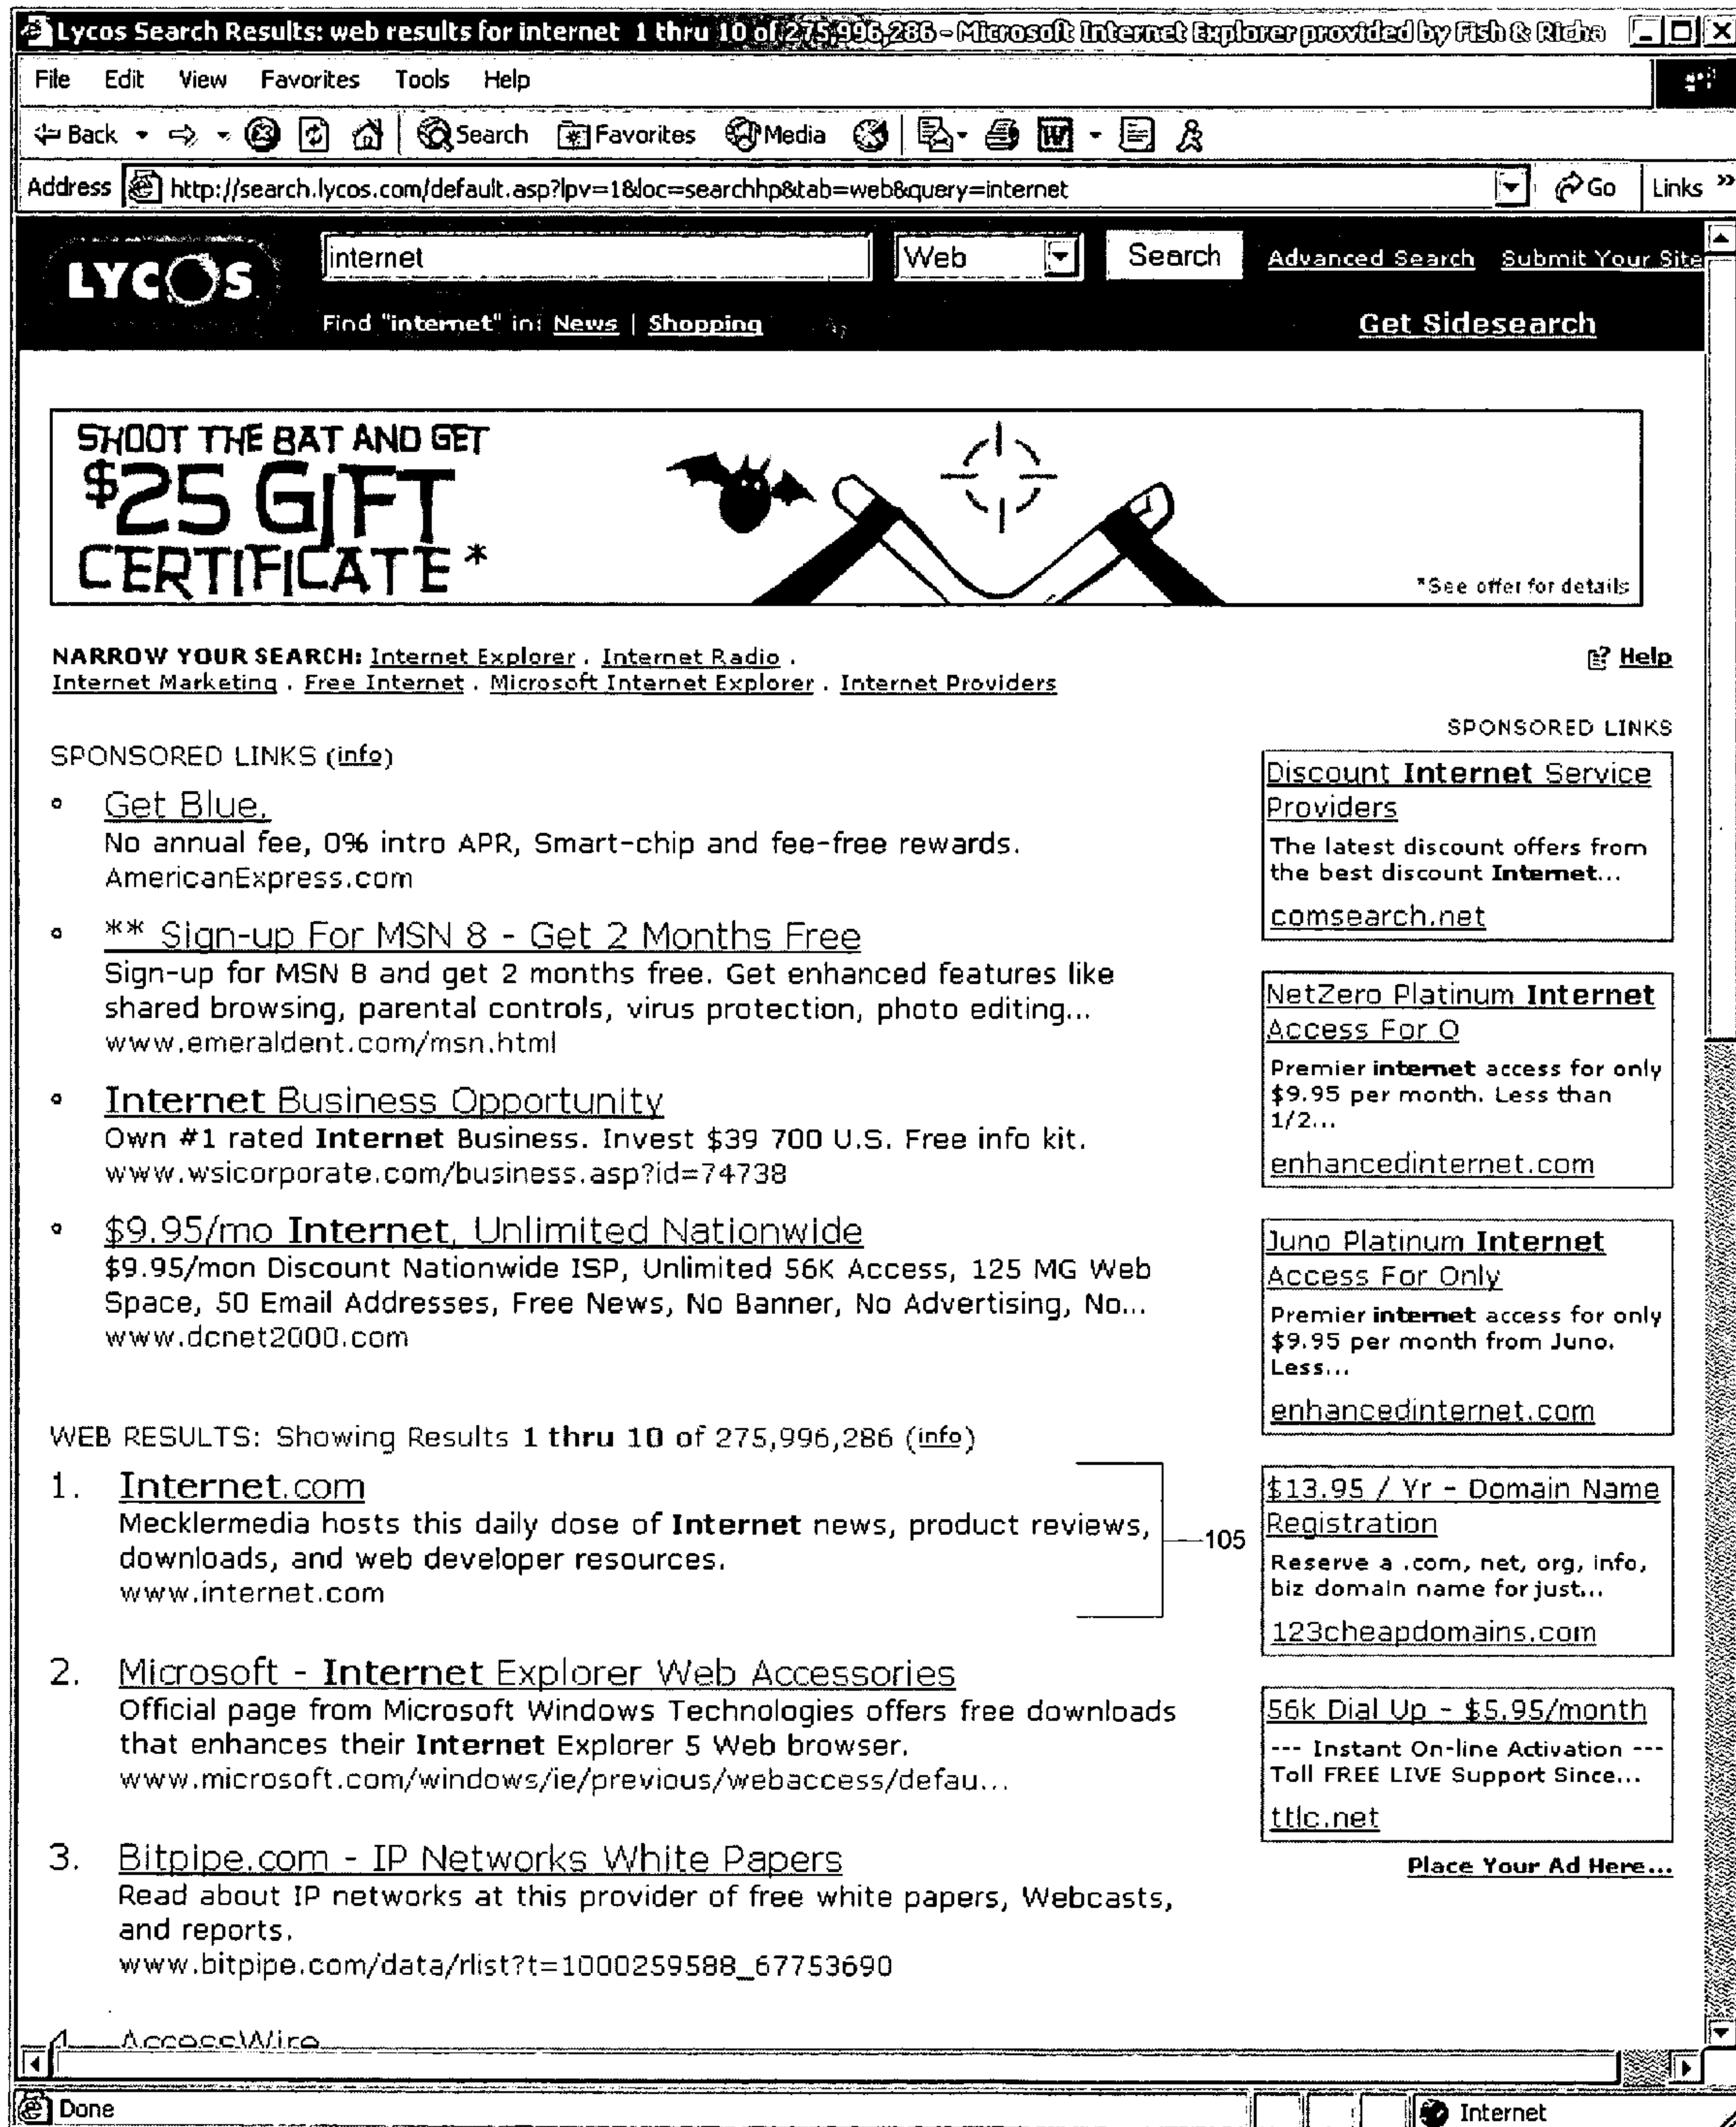 Lycos Search Results: web results for internet 1 thru 10 of 275,996,286 - Microsoft Internet Explorer provided by Fish & Richa
File Edit View Favorites Tools Help
Back Search Favorites Media
Address http://search.lycos.com/default.asp?lpv=1&loc=searchhp&tab=web&query=internet Go Links »
LYCOS internet Web Search Advanced Search Submit Your Site
Find "internet" in: News | Shopping Get Sidesearch
SHOOT THE BAT AND GET
$25 GIFT
CERTIFICATE*
*See offer for details
NARROW YOUR SEARCH: Internet Explorer . Internet Radio .
Internet Marketing . Free Internet . Microsoft Internet Explorer . Internet Providers
Help
SPONSORED LINKS (info)
Get Blue.
No annual fee, 0% intro APR, Smart-chip and fee-free rewards.
AmericanExpress.com
** Sign-up For MSN 8 - Get 2 Months Free
Sign-up for MSN 8 and get 2 months free. Get enhanced features like
shared browsing, parental controls, virus protection, photo editing...
www.emeraldent.com/msn.html
Internet Business Opportunity
Own #1 rated Internet Business. Invest $39 700 U.S. Free info kit.
www.wsicorporate.com/business.asp?id=74738
$9.95/mo Internet, Unlimited Nationwide
$9.95/mon Discount Nationwide ISP, Unlimited 56K Access, 125 MG Web
Space, 50 Email Addresses, Free News, No Banner, No Advertising, No...
www.dcnet2000.com
WEB RESULTS: Showing Results 1 thru 10 of 275,996,286 (info)
1. Internet.com
Mecklermedia hosts this daily dose of Internet news, product reviews,
downloads, and web developer resources.
www.internet.com
105
2. Microsoft - Internet Explorer Web Accessories
Official page from Microsoft Windows Technologies offers free downloads
that enhances their Internet Explorer 5 Web browser.
www.microsoft.com/windows/ie/previous/webaccess/defau...
3. Bitpipe.com - IP Networks White Papers
Read about IP networks at this provider of free white papers, Webcasts,
and reports.
www.bitpipe.com/data/rlist?t=1000259588_67753690
4. AccessWire
SPONSORED LINKS
Discount Internet Service
Providers
The latest discount offers from
the best discount Internet...
comsearch.net
NetZero Platinum Internet
Access For O
Premier internet access for only
$9.95 per month. Less than
1/2...
enhancedinternet.com
Juno Platinum Internet
Access For Only
Premier internet access for only
$9.95 per month from Juno.
Less...
enhancedinternet.com
$13.95 / Yr - Domain Name
Registration
Reserve a .com, net, org, info,
biz domain name for just...
123cheapdomains.com
56k Dial Up - $5.95/month
--- Instant On-line Activation ---
Toll FREE LIVE Support Since...
ttlc.net
Place Your Ad Here...
Done Internet